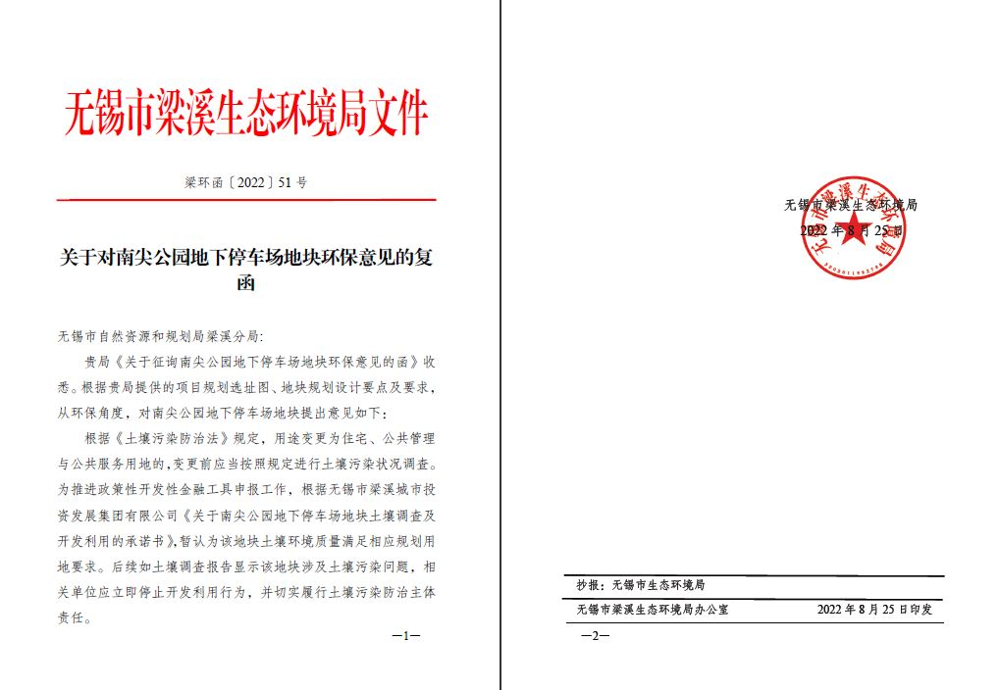 无锡市梁溪生态环境局文件
梁环函〔2022〕51 号
关于对南尖公园地下停车场地块环保意见的复
函
无锡市自然资源和规划局梁溪分局:
贵局《关于征询南尖公园地下停车场地块环保意见的函》收
悉。根据贵局提供的项目规划选址图、地块规划设计要点及要求，
从环保角度，对南尖公园地下停车场地块提出意见如下：
根据《土壤污染防治法》规定，用途变更为住宅、公共管理
与公共服务用地的，变更前应当按照规定进行土壤污染状况调查。
为推进政策性开发性金融工具申报工作，根据无锡市梁溪城市投
资发展集团有限公司《关于南尖公园地下停车场地块土壤调查及
开发利用的承诺书》，暂认为该地块土壤环境质量满足相应规划用
地要求。后续如土壤调查报告显示该地块涉及土壤污染问题，相
关单位应立即停止开发利用行为，并切实履行土壤污染防治主体
责任。
—1—
无锡市梁溪生态环境局
无锡市梁溪生态环境局
2022 年 8 月 25 日
抄报：无锡市生态环境局
无锡市梁溪生态环境局办公室 2022 年 8 月 25 日印发
—2—